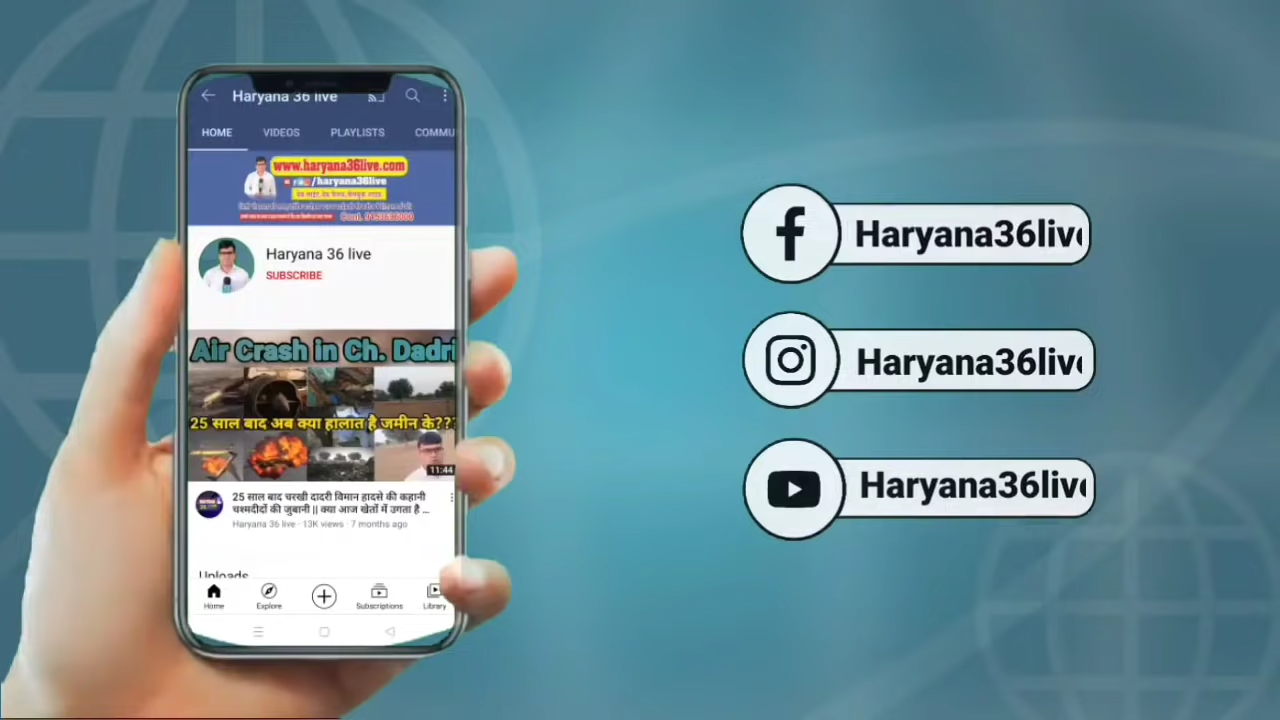 Haryana 36 live
HOME VIDEOS PLAYLISTS COMMU
www.haryana36live.com
/haryana36live
Cont. 9153636000
Haryana 36 live
SUBSCRIBE
Air Crash in Ch. Dadri
25 साल बाद अब क्या हालात है जमीन के???
11:44
25 साल बाद चरखी दादरी विमान हादसे की कहानी
चश्मदीदों की जुबानी || क्या आज खेतों में उगता है ...
Haryana 36 live · 13K views · 7 months ago
Uploads
Home Explore Subscriptions Library
Haryana36live
Haryana36live
Haryana36live